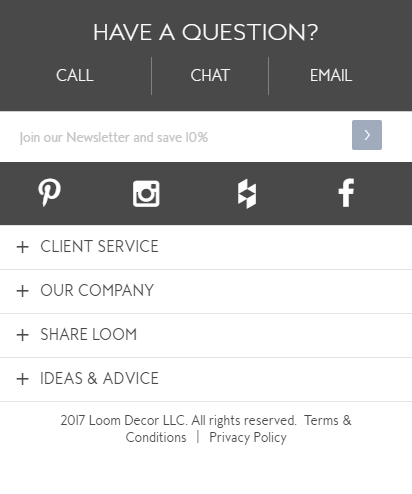 HAVE A QUESTION?
CALL CHAT EMAIL
Join our Newsletter and save 10%
+ CLIENT SERVICE
+ OUR COMPANY
+ SHARE LOOM
+ IDEAS & ADVICE
2017 Loom Decor LLC. All rights reserved. Terms &
Conditions | Privacy Policy